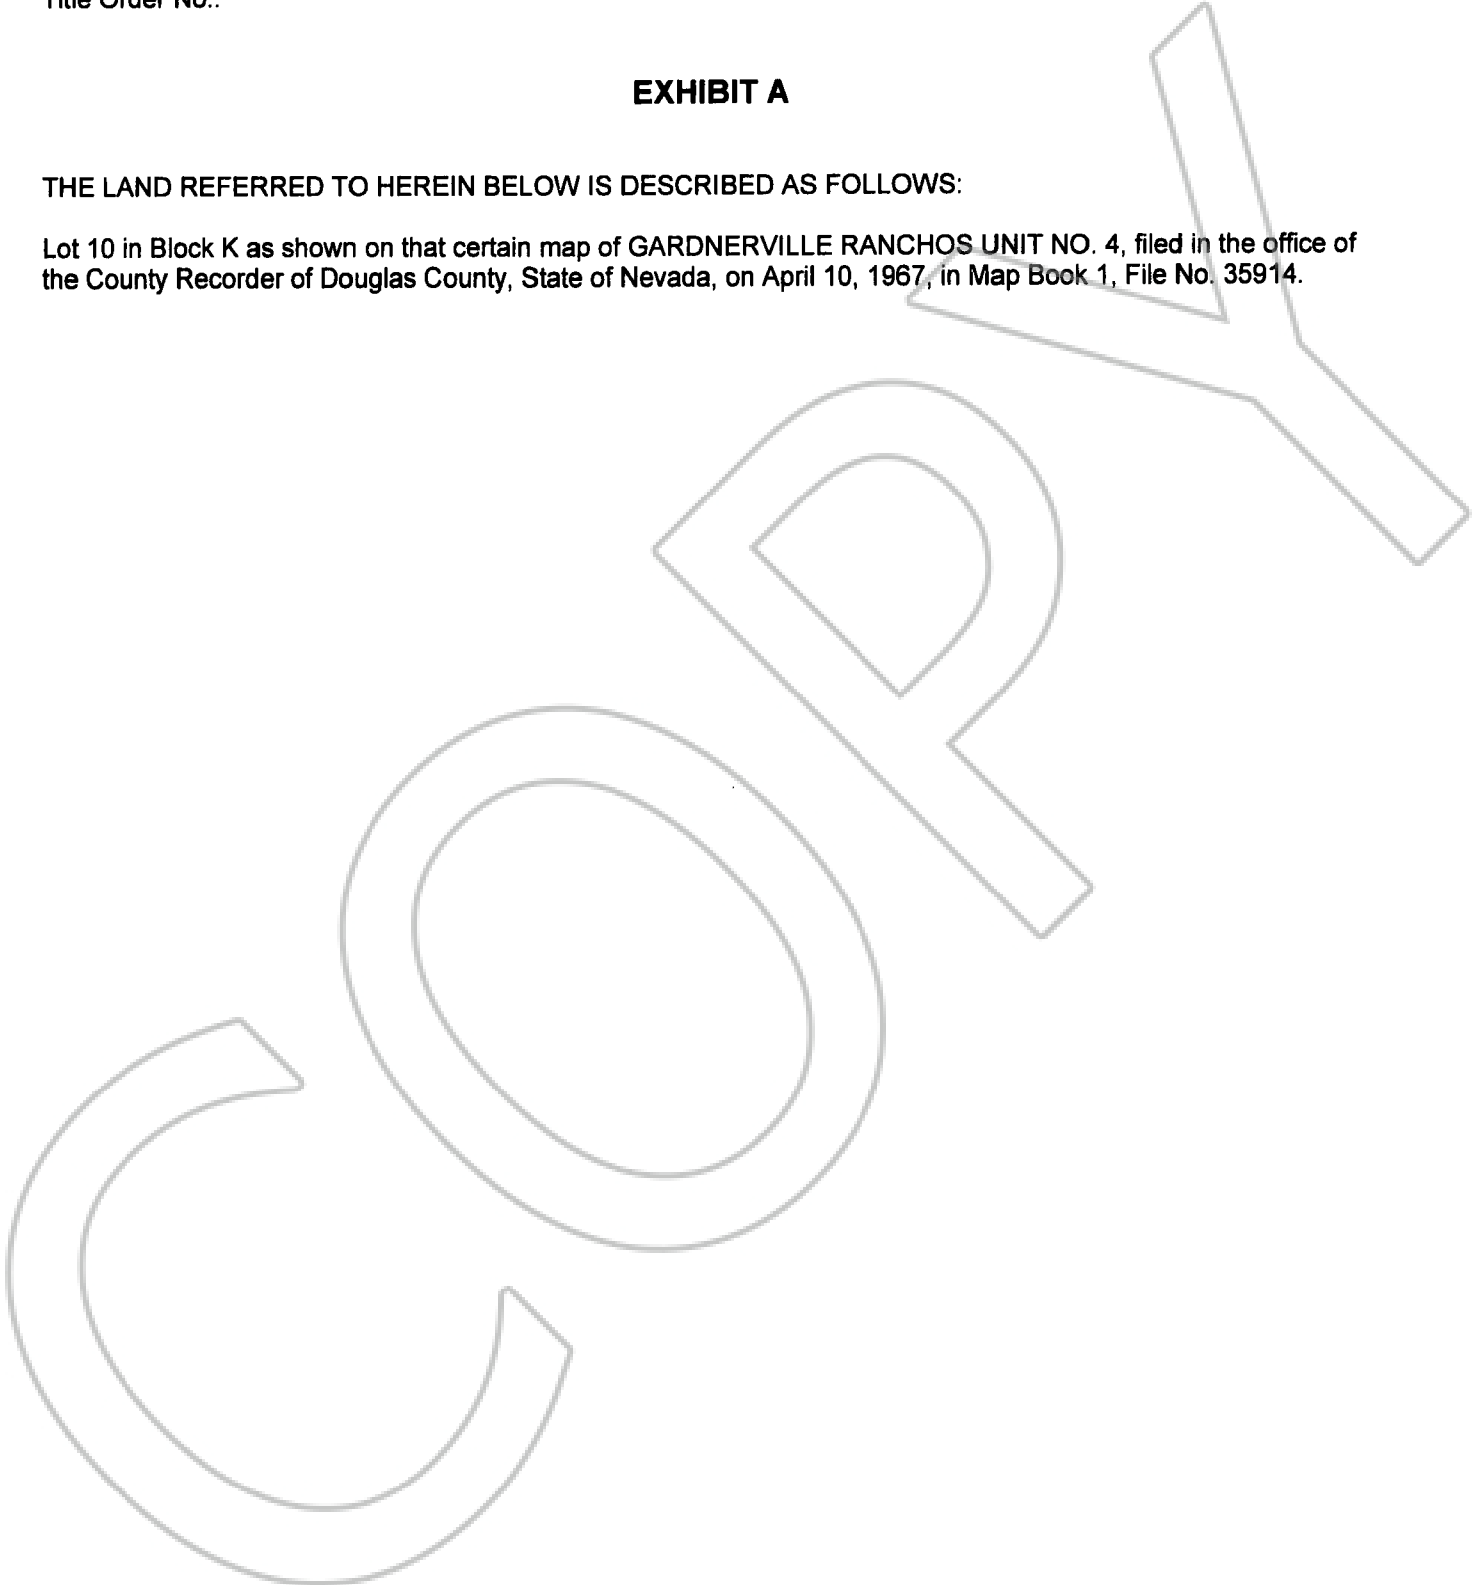 Title Order No.:
EXHIBIT A
THE LAND REFERRED TO HEREIN BELOW IS DESCRIBED AS FOLLOWS:
Lot 10 in Block K as shown on that certain map of GARDNERVILLE RANCHOS UNIT NO. 4, filed in the office of
the County Recorder of Douglas County, State of Nevada, on April 10, 1967, in Map Book 1, File No. 35914.
COPY